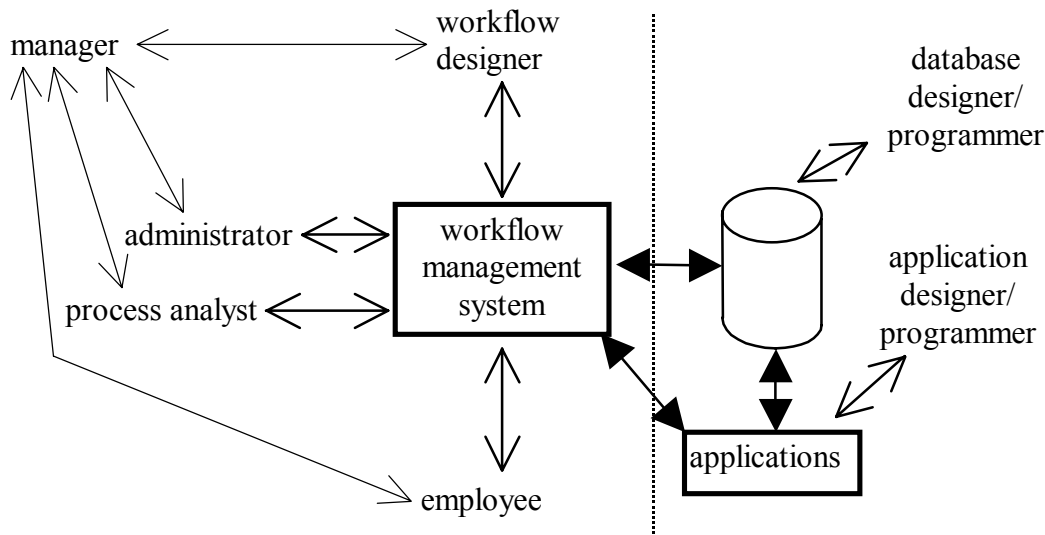 manager
workflow
designer
database
designer/
programmer
administrator
workflow
management
system
process analyst
application
designer/
programmer
applications
employee